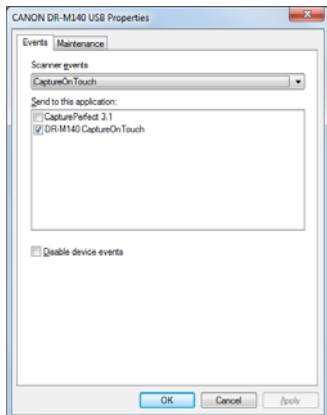 CANON DR-M140 USB Properties
Events Maintenance
Scanner events
CaptureOnTouch
Send to this application:
CapturePerfect 3.1
DR-M140 CaptureOnTouch
Disable device events
OK Cancel Apply